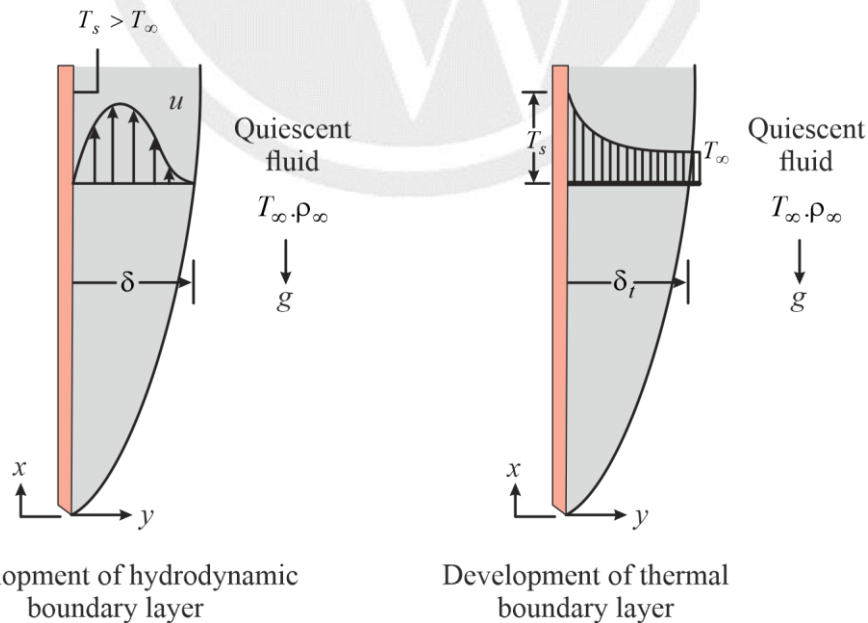 T_s > T_∞
u
Quiescent
fluid
T_∞.ρ_∞
g
δ
x
y
lopment of hydrodynamic
boundary layer
T_s
T_∞
Quiescent
fluid
T_∞.ρ_∞
g
δ_t
x
y
Development of thermal
boundary layer